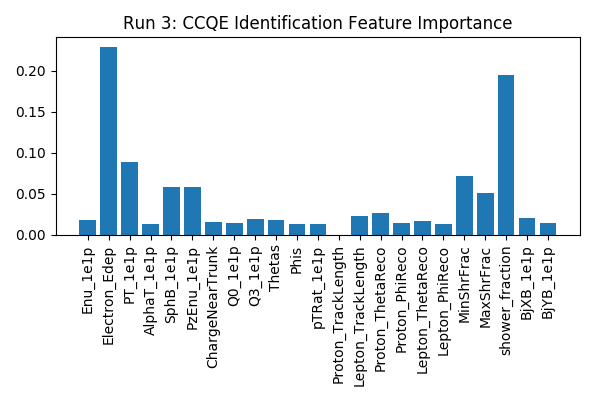 Run 3: CCQE Identification Feature Importance
0.20
0.15
0.10
0.05
0.00
Enu_1e1p
Electron_Edep
PT_1e1p
AlphaT_1e1p
SphB_1e1p
PzEnu_1e1p
ChargeNearTrunk
Q0_1e1p
Q3_1e1p
Thetas
Phis
pTRat_1e1p
Proton_TrackLength
Lepton_TrackLength
Proton_ThetaReco
Proton_PhiReco
Lepton_ThetaReco
Lepton_PhiReco
MinShrFrac
MaxShrFrac
shower_fraction
BjXB_1e1p
BjYB_1e1p